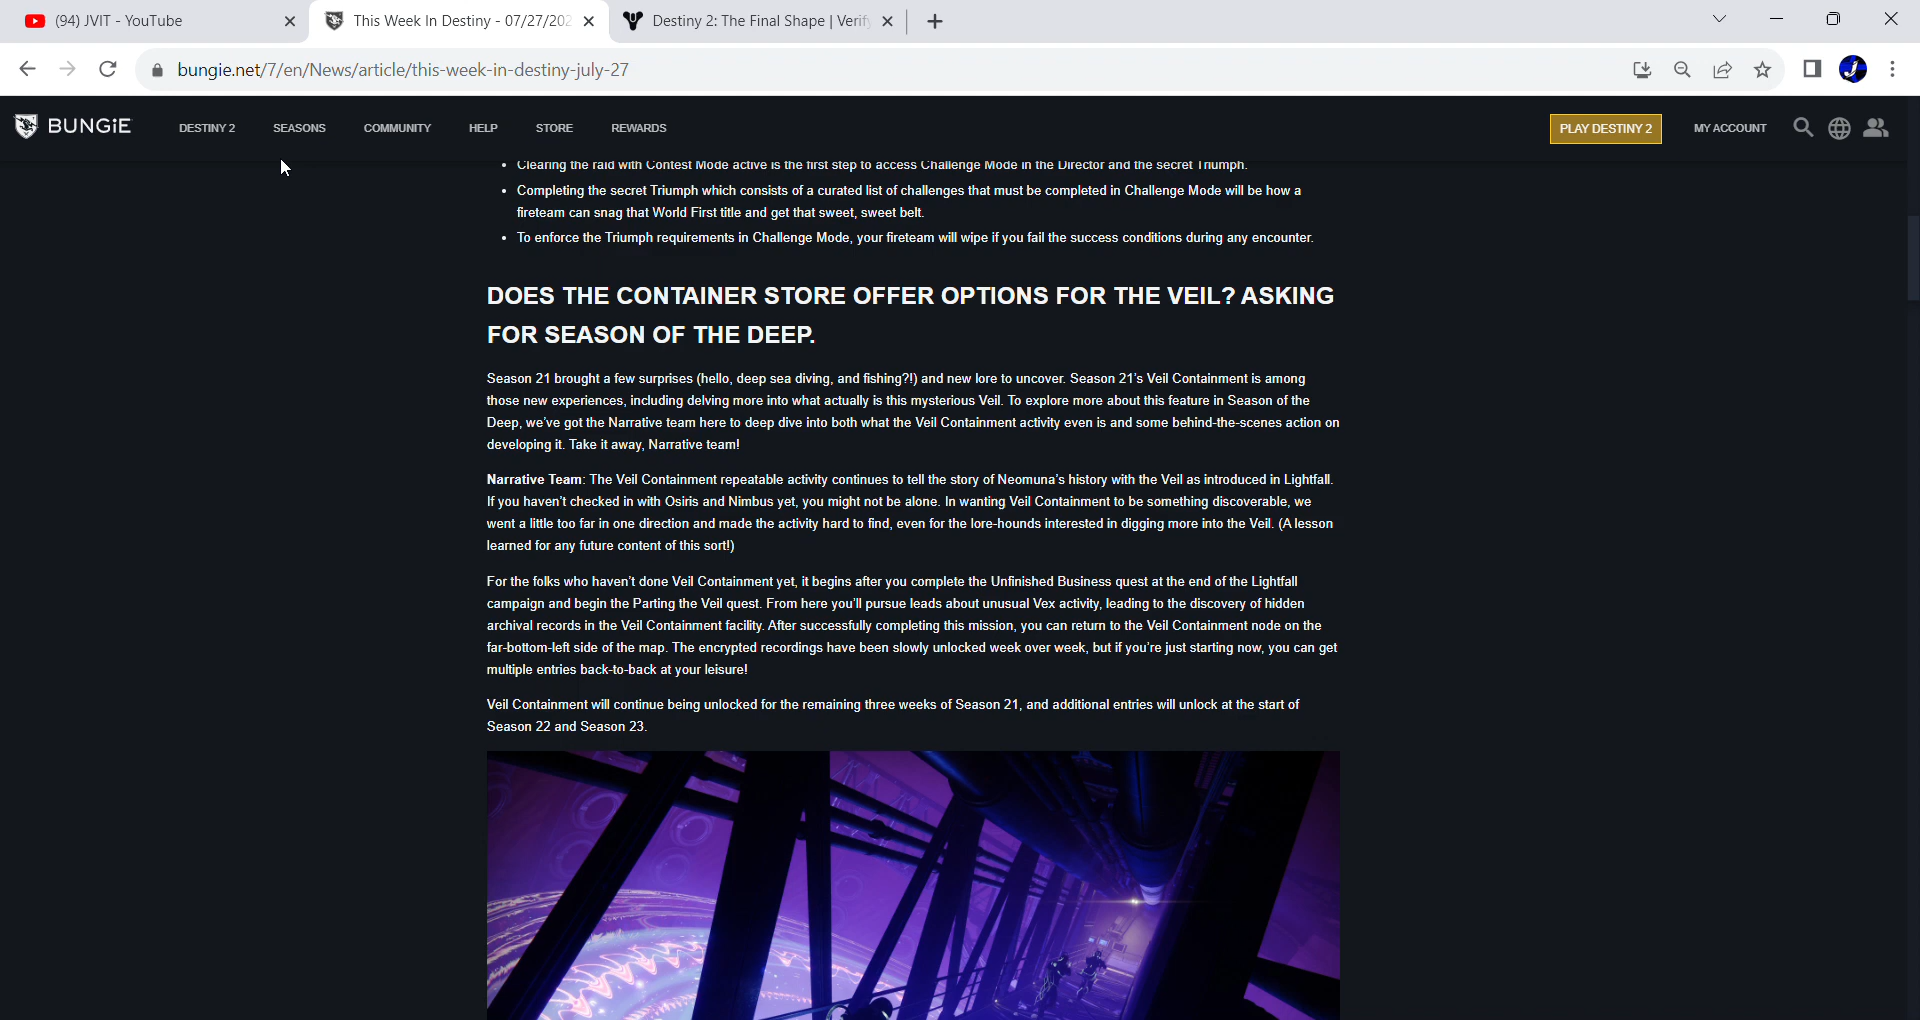 (94) JVIT - YouTube
This Week In Destiny - 07/27/202
Destiny 2: The Final Shape | Verify
bungie.net/7/en/News/article/this-week-in-destiny-july-27
BUNGiE
DESTINY 2
SEASONS
COMMUNITY
HELP
STORE
REWARDS
PLAY DESTINY 2
MY ACCOUNT
• Clearing the raid with Contest Mode active is the first step to access Challenge Mode in the Director and the secret Triumph.
• Completing the secret Triumph which consists of a curated list of challenges that must be completed in Challenge Mode will be how a
fireteam can snag that World First title and get that sweet, sweet belt.
• To enforce the Triumph requirements in Challenge Mode, your fireteam will wipe if you fail the success conditions during any encounter.
DOES THE CONTAINER STORE OFFER OPTIONS FOR THE VEIL? ASKING
FOR SEASON OF THE DEEP.
Season 21 brought a few surprises (hello, deep sea diving, and fishing?!) and new lore to uncover. Season 21's Veil Containment is among
those new experiences, including delving more into what actually is this mysterious Veil. To explore more about this feature in Season of the
Deep, we've got the Narrative team here to deep dive into both what the Veil Containment activity even is and some behind-the-scenes action on
developing it. Take it away, Narrative team!
Narrative Team: The Veil Containment repeatable activity continues to tell the story of Neomuna's history with the Veil as introduced in Lightfall.
If you haven't checked in with Osiris and Nimbus yet, you might not be alone. In wanting Veil Containment to be something discoverable, we
went a little too far in one direction and made the activity hard to find, even for the lore-hounds interested in digging more into the Veil. (A lesson
learned for any future content of this sort!)
For the folks who haven't done Veil Containment yet, it begins after you complete the Unfinished Business quest at the end of the Lightfall
campaign and begin the Parting the Veil quest. From here you'll pursue leads about unusual Vex activity, leading to the discovery of hidden
archival records in the Veil Containment facility. After successfully completing this mission, you can return to the Veil Containment node on the
far-bottom-left side of the map. The encrypted recordings have been slowly unlocked week over week, but if you're just starting now, you can get
multiple entries back-to-back at your leisure!
Veil Containment will continue being unlocked for the remaining three weeks of Season 21, and additional entries will unlock at the start of
Season 22 and Season 23.